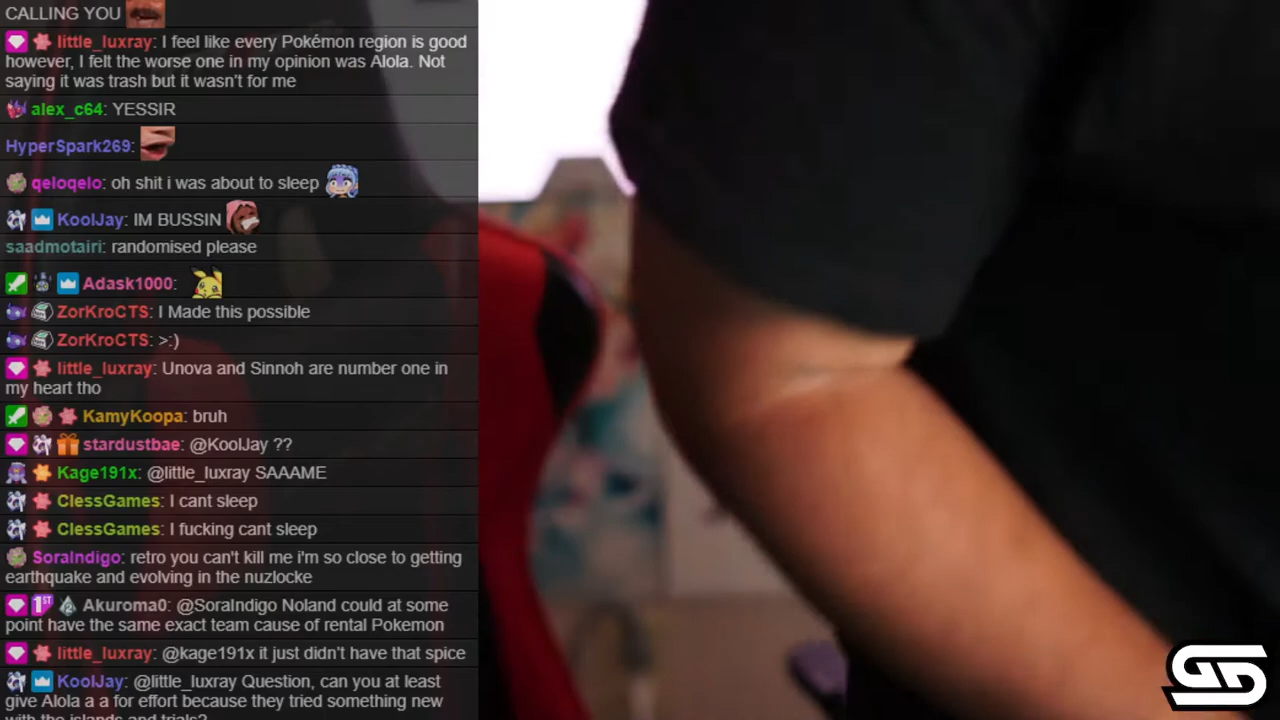 CALLING YOU
little_luxray: I feel like every Pokémon region is good
however, I felt the worse one in my opinion was Alola. Not
saying it was trash but it wasn't for me
alex_c64: YESSIR
HyperSpark269:
qeloqelo: oh shit i was about to sleep
KoolJay: IM BUSSIN
saadmotairi: randomised please
Adask1000:
ZorKroCTS: I Made this possible
ZorKroCTS: >:)
little_luxray: Unova and Sinnoh are number one in
my heart tho
KamyKoopa: bruh
stardustbae: @KoolJay ??
Kage191x: @little_luxray SAAAME
ClessGames: I cant sleep
ClessGames: I fucking cant sleep
SoraIndigo: retro you can't kill me i'm so close to getting
earthquake and evolving in the nuzlocke
1ST Akuroma0: @SoraIndigo Noland could at some
point have the same exact team cause of rental Pokemon
little_luxray: @kage191x it just didn't have that spice
KoolJay: @little_luxray Question, can you at least
give Alola a a for effort because they tried something new
with the islands and trials?